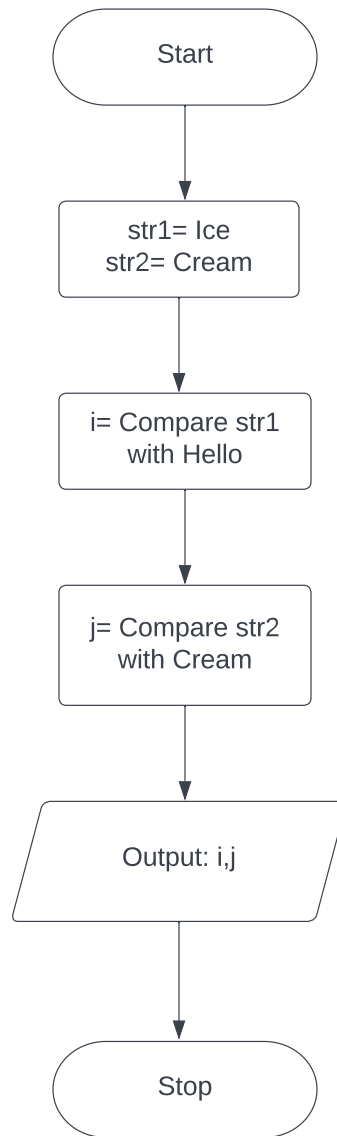 Start
str1= Ice
str2= Cream
i= Compare str1
with Hello
j= Compare str2
with Cream
Output: i,j
Stop